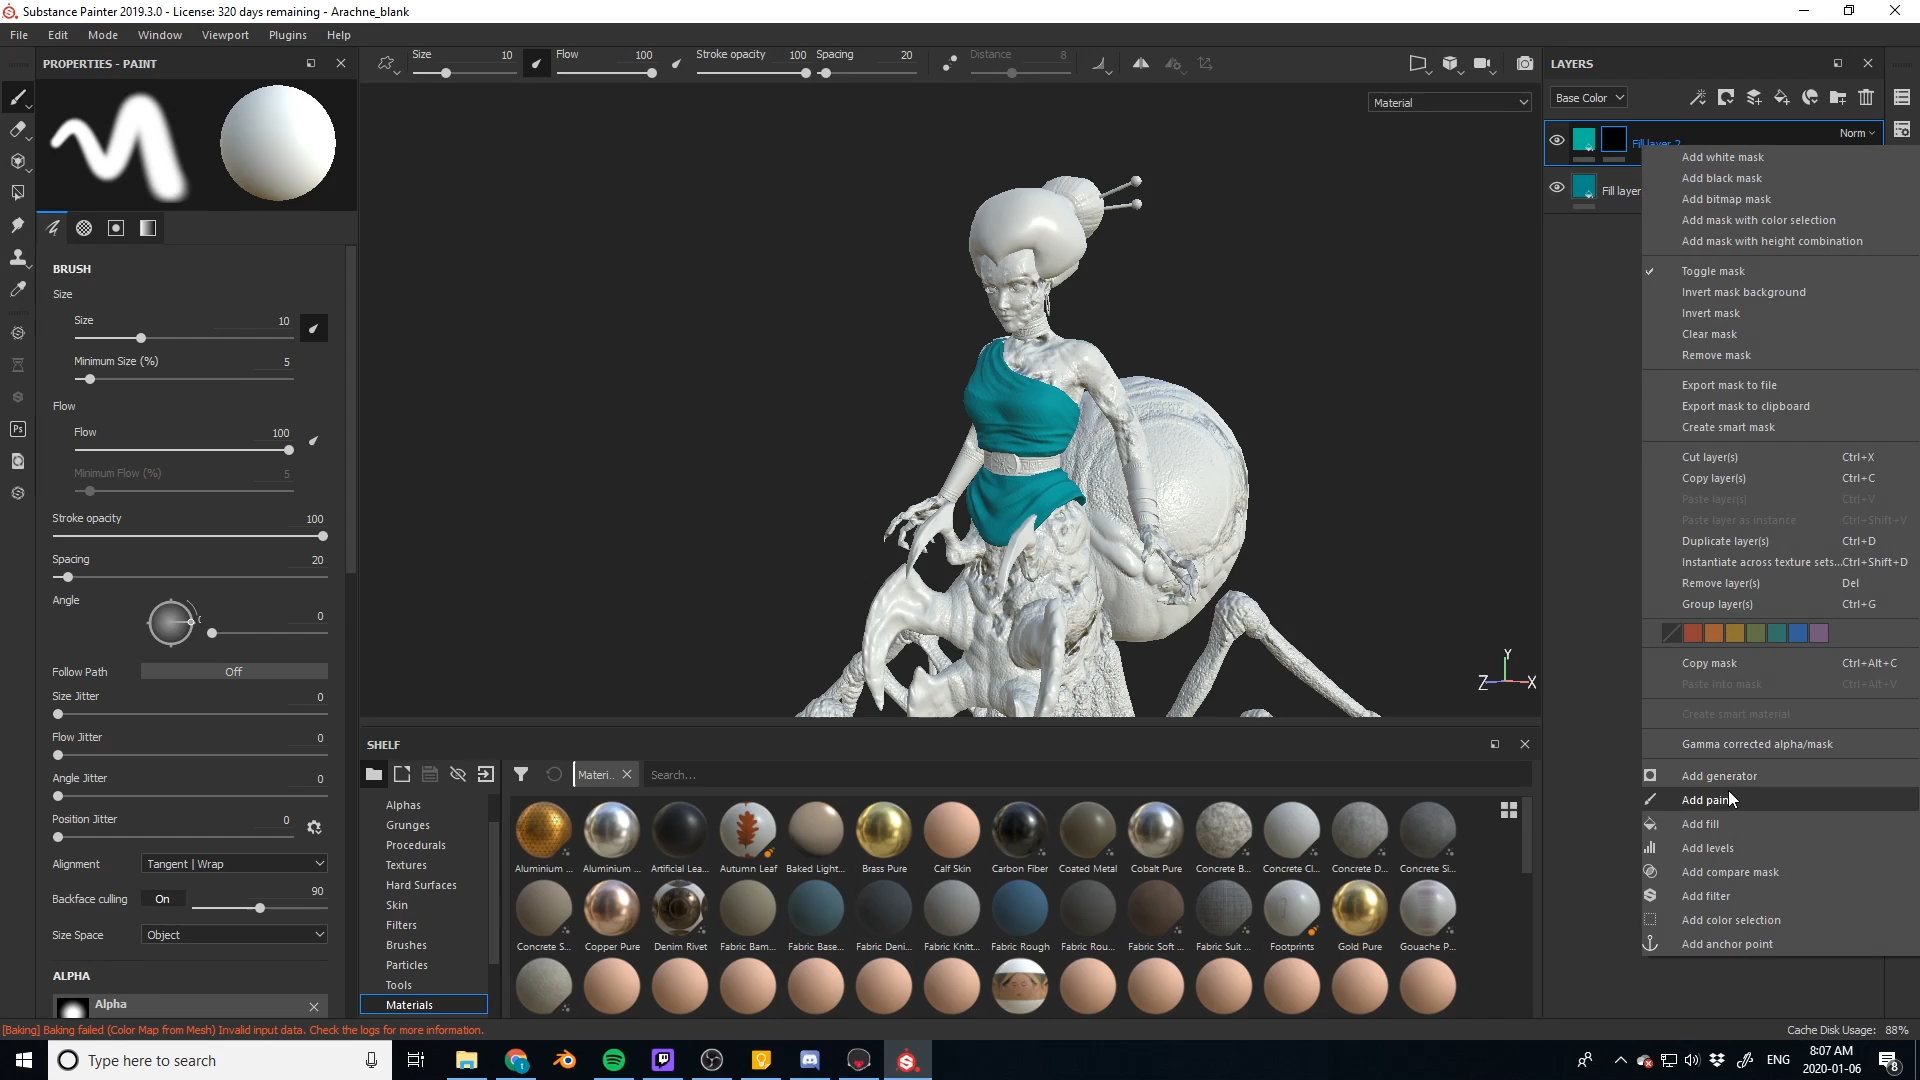 Substance Painter 2019.3.0 - License: 320 days remaining - Arachne_blank
File Edit Mode Window Viewport Plugins Help
PROPERTIES - PAINT
Size 10 Flow 100 Stroke opacity 100 Spacing 20 Distance 8
Material
LAYERS
Base Color
Norm
Fill layer 2
Fill layer
BRUSH
Size
Size 10
Minimum Size (%) 5
Flow
Flow 100
Minimum Flow (%) 5
Stroke opacity 100
Spacing 20
Angle 0
Follow Path Off
Size Jitter 0
Flow Jitter 0
Angle Jitter 0
Position Jitter 0
Alignment Tangent | Wrap
Backface culling On 90
Size Space Object
ALPHA
Alpha
Ps
Y
Z X
Add white mask
Add black mask
Add bitmap mask
Add mask with color selection
Add mask with height combination
Toggle mask
Invert mask background
Invert mask
Clear mask
Remove mask
Export mask to file
Export mask to clipboard
Create smart mask
Cut layer(s) Ctrl+X
Copy layer(s) Ctrl+C
Paste layer(s) Ctrl+V
Paste layer as instance Ctrl+Shift+V
Duplicate layer(s) Ctrl+D
Instantiate across texture sets... Ctrl+Shift+D
Remove layer(s) Del
Group layer(s) Ctrl+G
Copy mask Ctrl+Alt+C
Paste into mask Ctrl+Alt+V
Create smart material
Gamma corrected alpha/mask
Add generator
Add paint
Add fill
Add levels
Add compare mask
Add filter
Add color selection
Add anchor point
SHELF
Materi.. Search...
Alphas
Grunges
Procedurals
Textures
Hard Surfaces
Skin
Filters
Brushes
Particles
Tools
Materials
Aluminium ... Aluminium ... Artificial Lea... Autumn Leaf Baked Light... Brass Pure Calf Skin Carbon Fiber Coated Metal Cobalt Pure Concrete B... Concrete Cl... Concrete D... Concrete Si...
Concrete S... Copper Pure Denim Rivet Fabric Bam... Fabric Base... Fabric Deni... Fabric Knitt... Fabric Rough Fabric Rou... Fabric Soft ... Fabric Suit ... Footprints Gold Pure Gouache P...
[Baking] Baking failed (Color Map from Mesh) Invalid input data. Check the logs for more information.
Cache Disk Usage: 88%
Type here to search
ENG
8:07 AM
2020-01-06
8